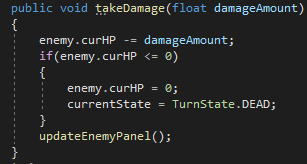 public void takeDamage(float damageAmount)
{
enemy.curHP -= damageAmount;
if(enemy.curHP <= 0)
{
enemy.curHP = 0;
currentState = TurnState.DEAD;
}
updateEnemyPanel();
}